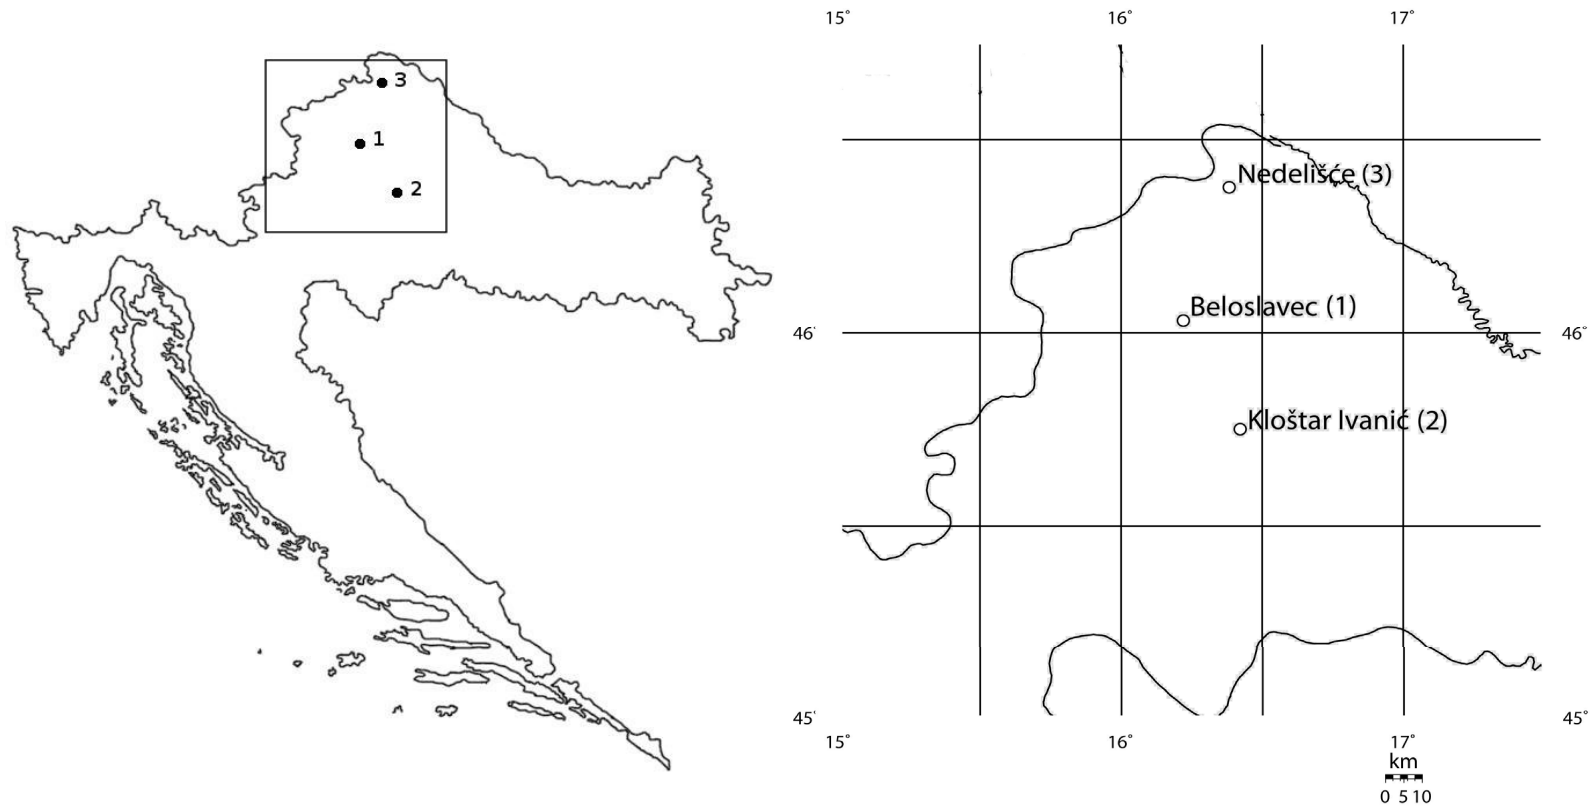 15° 16° 17°
3
1
2
Nedelišće (3)
Beloslavec (1)
46° 46°
Kloštar Ivanić (2)
45° 45°
15° 16° 17°
km
0 5 10